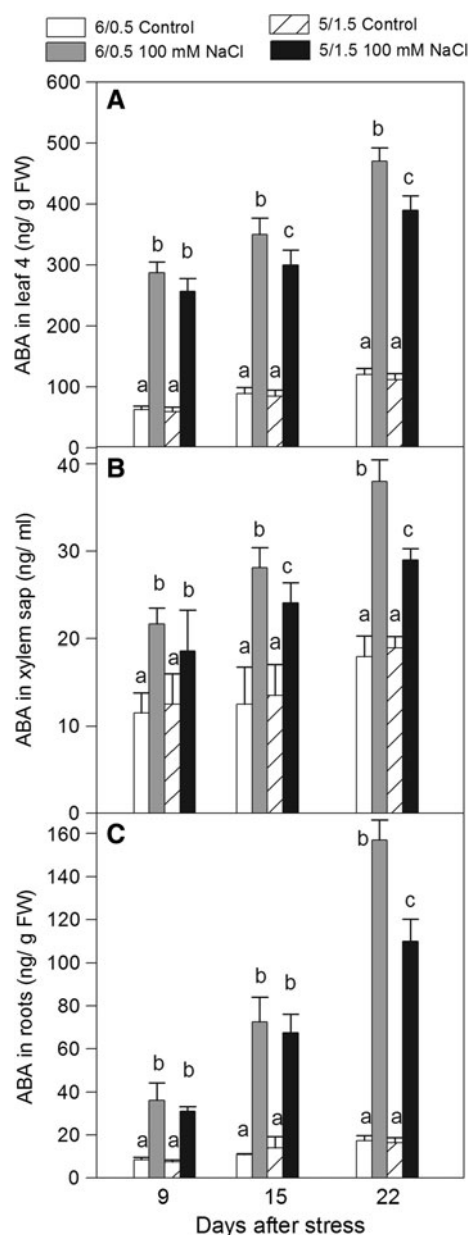 6/0.5 Control 5/1.5 Control
6/0.5 100 mM NaCl 5/1.5 100 mM NaCl
A
ABA in leaf 4 (ng/ g FW)
600
500
400
300
200
100
0
b b b c b c
a a a a a a
B
ABA in xylem sap (ng/ ml)
40
30
20
10
0
b b b c b c
a a a a a a
C
ABA in roots (ng/ g FW)
160
140
120
100
80
60
40
20
0
b b b b b c
a a a a a a
9 15 22
Days after stress